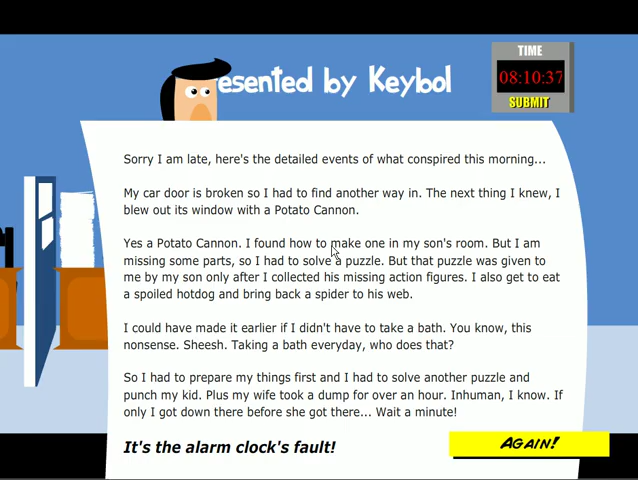 TIME
esented by Keybol
08:10:37
SUBMIT
Sorry I am late, here's the detailed events of what conspired this morning...
My car door is broken so I had to find another way in. The next thing I knew, I
blew out its window with a Potato Cannon.
Yes a Potato Cannon. I found how to make one in my son's room. But I am
missing some parts, so I had to solve a puzzle. But that puzzle was given to
me by my son only after I collected his missing action figures. I also get to eat
a spoiled hotdog and bring back a spider to his web.
I could have made it earlier if I didn't have to take a bath. You know, this
nonsense. Sheesh. Taking a bath everyday, who does that?
So I had to prepare my things first and I had to solve another puzzle and
punch my kid. Plus my wife took a dump for over an hour. Inhuman, I know. If
only I got down there before she got there... Wait a minute!
It's the alarm clock's fault!
AGAIN!